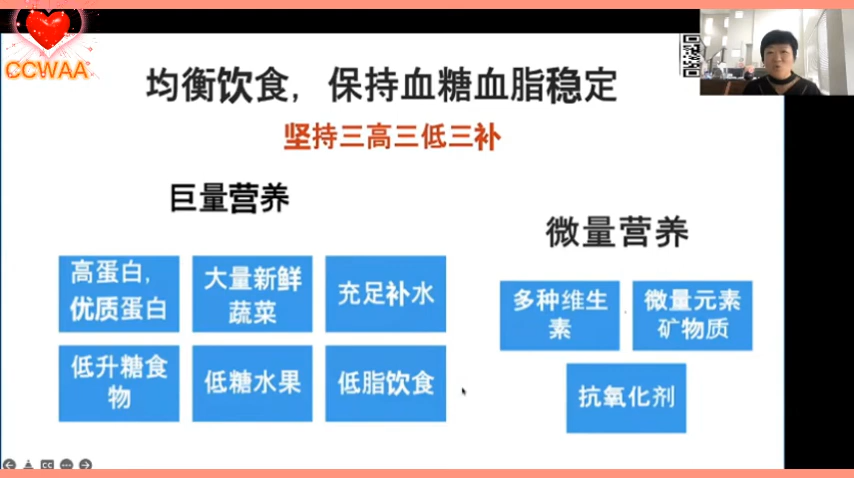 CCWAA
均衡饮食，保持血糖血脂稳定
坚持三高三低三补
巨量营养
高蛋白，
优质蛋白
大量新鲜
蔬菜
充足补水
低升糖食
物
低糖水果
低脂饮食
微量营养
多种维生
素
微量元素
矿物质
抗氧化剂
CC